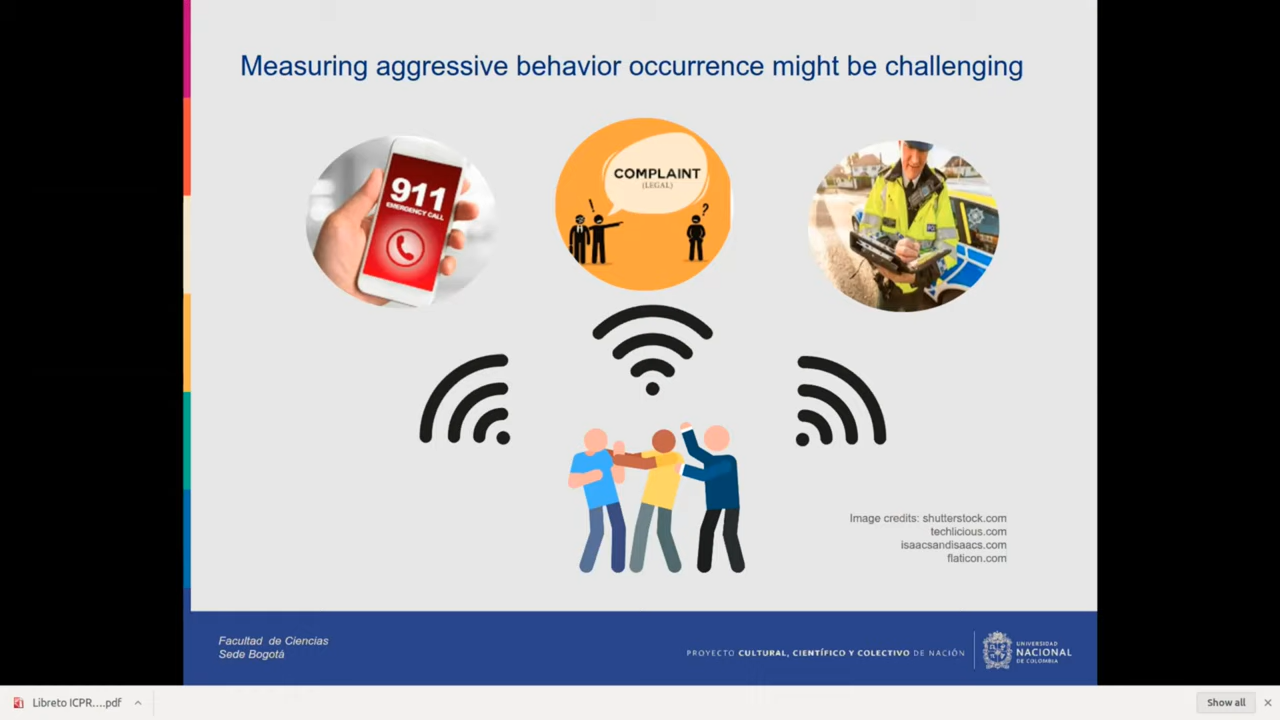 Measuring aggressive behavior occurrence might be challenging
911
EMERGENCY CALL
COMPLAINT
(LEGAL)
!
?
Image credits: shutterstock.com
techlicious.com
isaacsandisaacs.com
flaticon.com
Facultad de Ciencias
Sede Bogotá
PROYECTO CULTURAL, CIENTÍFICO Y COLECTIVO DE NACIÓN
UNIVERSIDAD
NACIONAL
DE COLOMBIA
Libreto ICPR....pdf
Show all